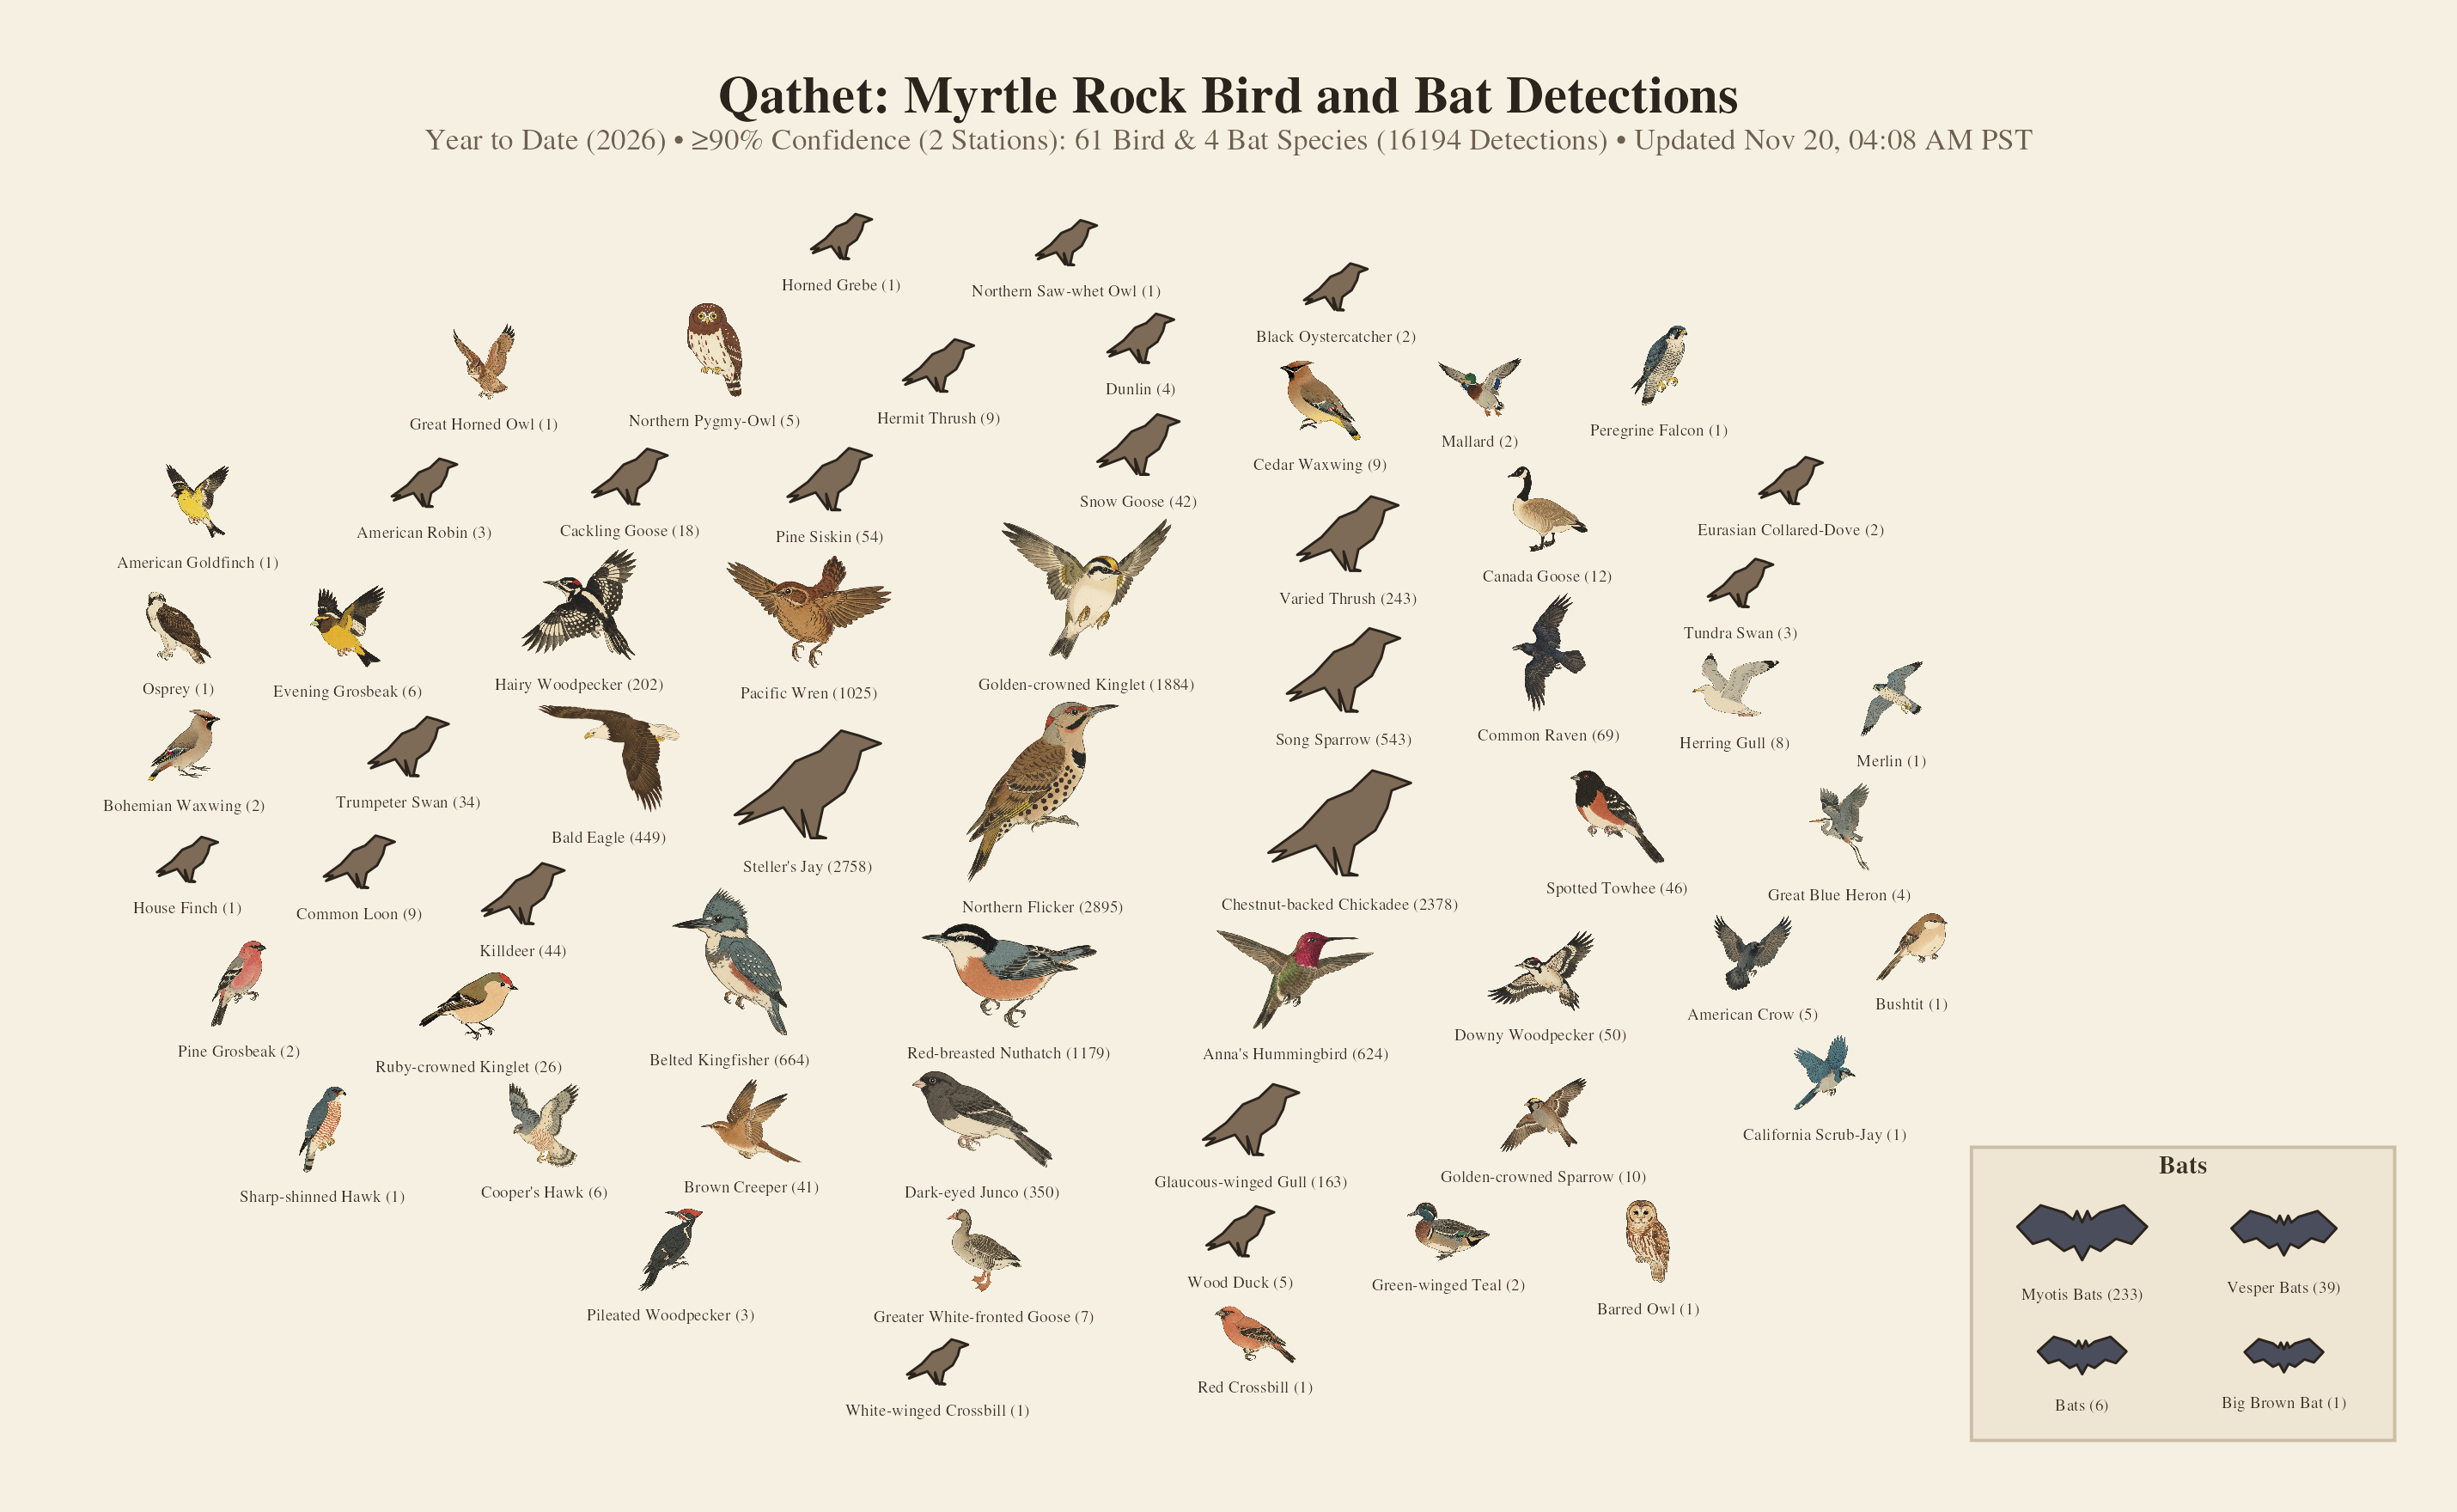 Qathet: Myrtle Rock Bird and Bat Detections
Year to Date (2026) • ≥90% Confidence (2 Stations): 61 Bird & 4 Bat Species (16194 Detections) • Updated Nov 20, 04:08 AM PST
Horned Grebe (1)
Northern Saw-whet Owl (1)
Black Oystercatcher (2)
Dunlin (4)
Great Horned Owl (1)
Northern Pygmy-Owl (5)
Hermit Thrush (9)
Peregrine Falcon (1)
Mallard (2)
Cedar Waxwing (9)
Snow Goose (42)
American Robin (3)
Cackling Goose (18)
Pine Siskin (54)
Eurasian Collared-Dove (2)
American Goldfinch (1)
Canada Goose (12)
Varied Thrush (243)
Tundra Swan (3)
Osprey (1)
Evening Grosbeak (6)
Hairy Woodpecker (202)
Pacific Wren (1025)
Golden-crowned Kinglet (1884)
Song Sparrow (543)
Common Raven (69)
Herring Gull (8)
Merlin (1)
Bohemian Waxwing (2)
Trumpeter Swan (34)
Bald Eagle (449)
Steller's Jay (2758)
Northern Flicker (2895)
Chestnut-backed Chickadee (2378)
Spotted Towhee (46)
Great Blue Heron (4)
House Finch (1)
Common Loon (9)
Killdeer (44)
Pine Grosbeak (2)
Ruby-crowned Kinglet (26)
Belted Kingfisher (664)
Red-breasted Nuthatch (1179)
Anna's Hummingbird (624)
Downy Woodpecker (50)
American Crow (5)
Bushtit (1)
California Scrub-Jay (1)
Sharp-shinned Hawk (1)
Cooper's Hawk (6)
Brown Creeper (41)
Dark-eyed Junco (350)
Glaucous-winged Gull (163)
Golden-crowned Sparrow (10)
Pileated Woodpecker (3)
Greater White-fronted Goose (7)
Wood Duck (5)
Green-winged Teal (2)
Barred Owl (1)
White-winged Crossbill (1)
Red Crossbill (1)
Bats
Myotis Bats (233)
Vesper Bats (39)
Bats (6)
Big Brown Bat (1)